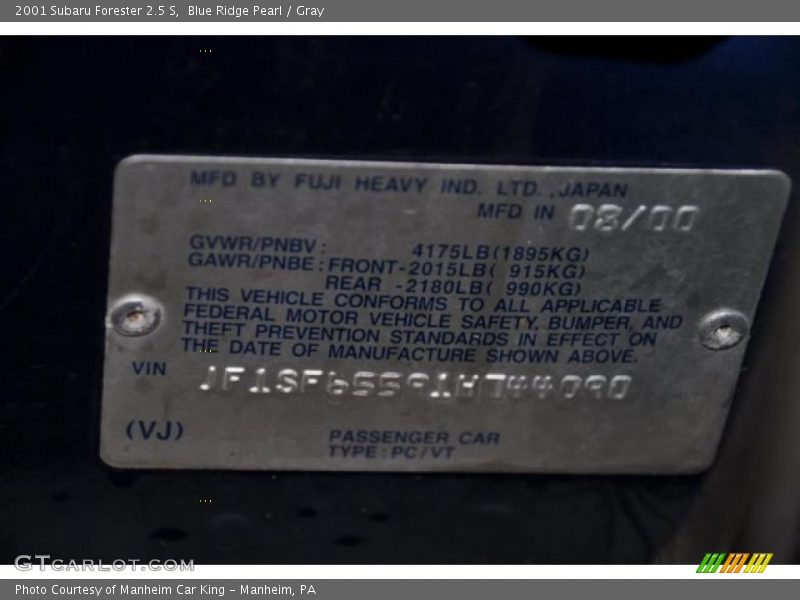 2001 Subaru Forester 2.5 S, Blue Ridge Pearl / Gray
MFD BY FUJI HEAVY IND. LTD. ,JAPAN
MFD IN 08/00
GVWR/PNBV: 4175LB(1895KG)
GAWR/PNBE: FRONT-2015LB( 915KG)
REAR -2180LB( 990KG)
THIS VEHICLE CONFORMS TO ALL APPLICABLE
FEDERAL MOTOR VEHICLE SAFETY, BUMPER, AND
THEFT PREVENTION STANDARDS IN EFFECT ON
THE DATE OF MANUFACTURE SHOWN ABOVE.
VIN JF1SF65591H744090
(VJ) PASSENGER CAR
TYPE:PC/VT
GTCARLOT.COM
Photo Courtesy of Manheim Car King - Manheim, PA